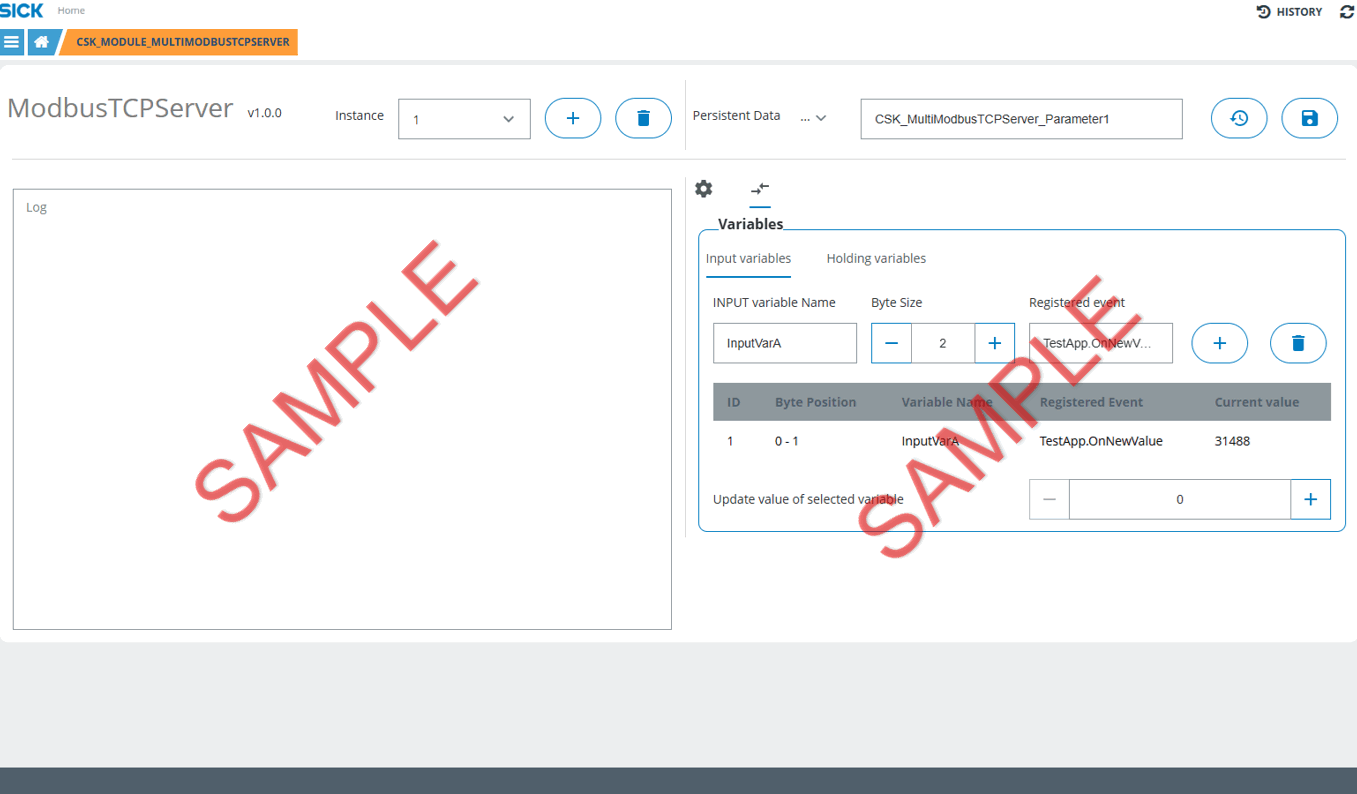 SICK Home
HISTORY
CSK_MODULE_MULTIMODBUSTCPSERVER
ModbusTCPServer v1.0.0 Instance 1
Persistent Data ... CSK_MultiModbusTCPServer_Parameter1
Log
Variables
Input variables Holding variables
INPUT variable Name Byte Size Registered event
InputVarA 2 TestApp.OnNewV...
ID Byte Position Variable Name Registered Event Current value
1 0 - 1 InputVarA TestApp.OnNewValue 31488
Update value of selected variable 0
SAMPLE
SAMPLE